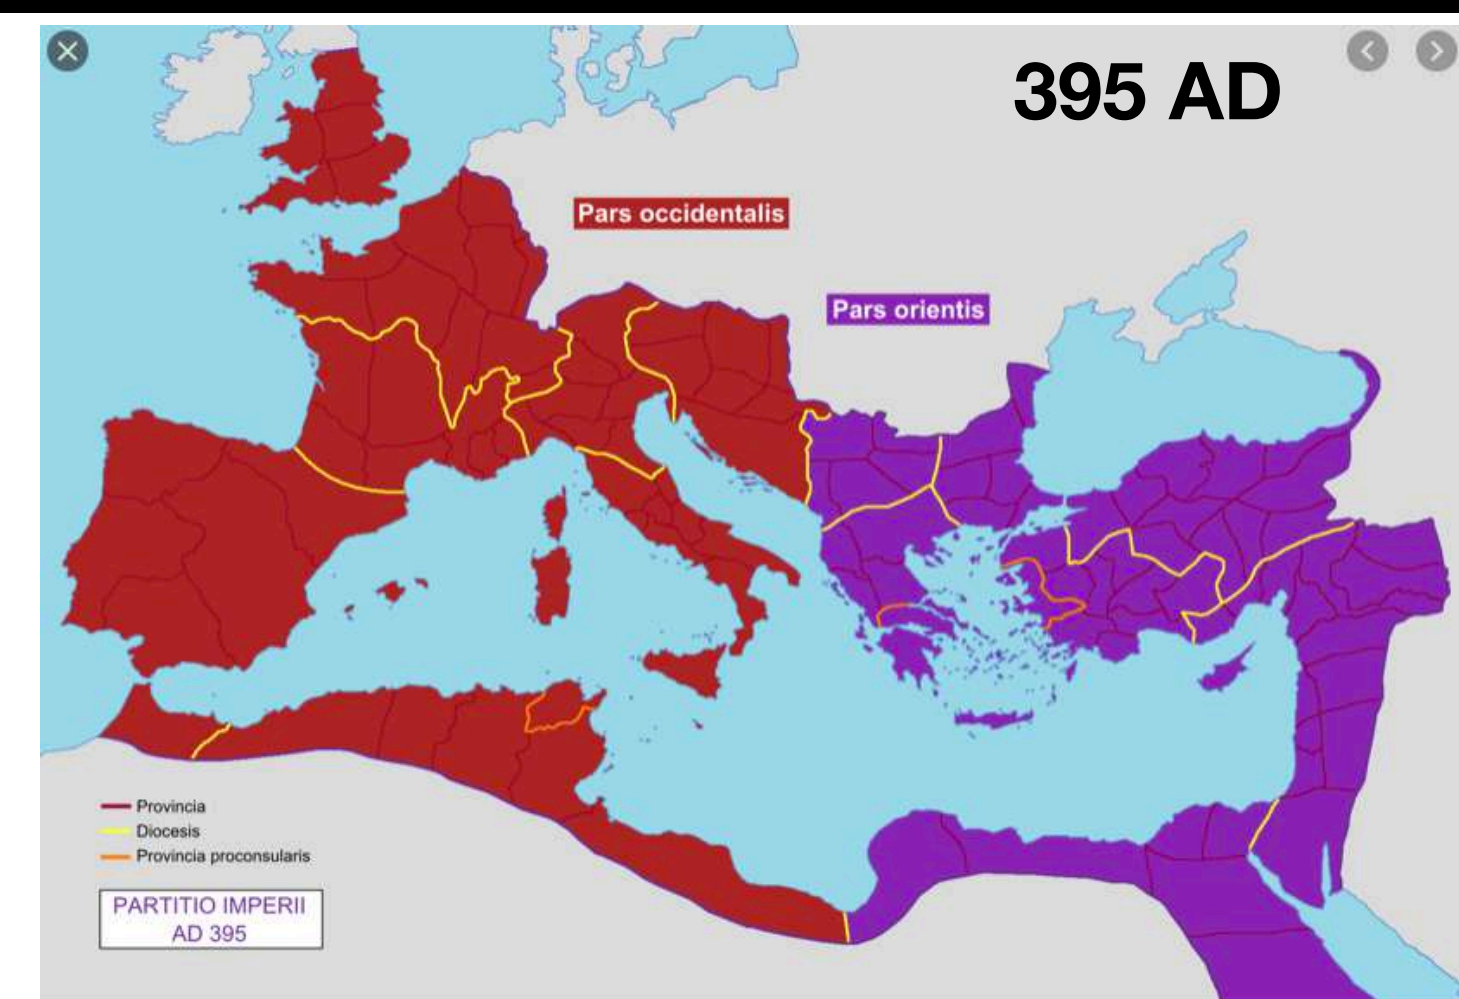 395 AD
Pars occidentalis
Pars orientis
Provincia
Diocesis
Provincia proconsularis
PARTITIO IMPERII
AD 395